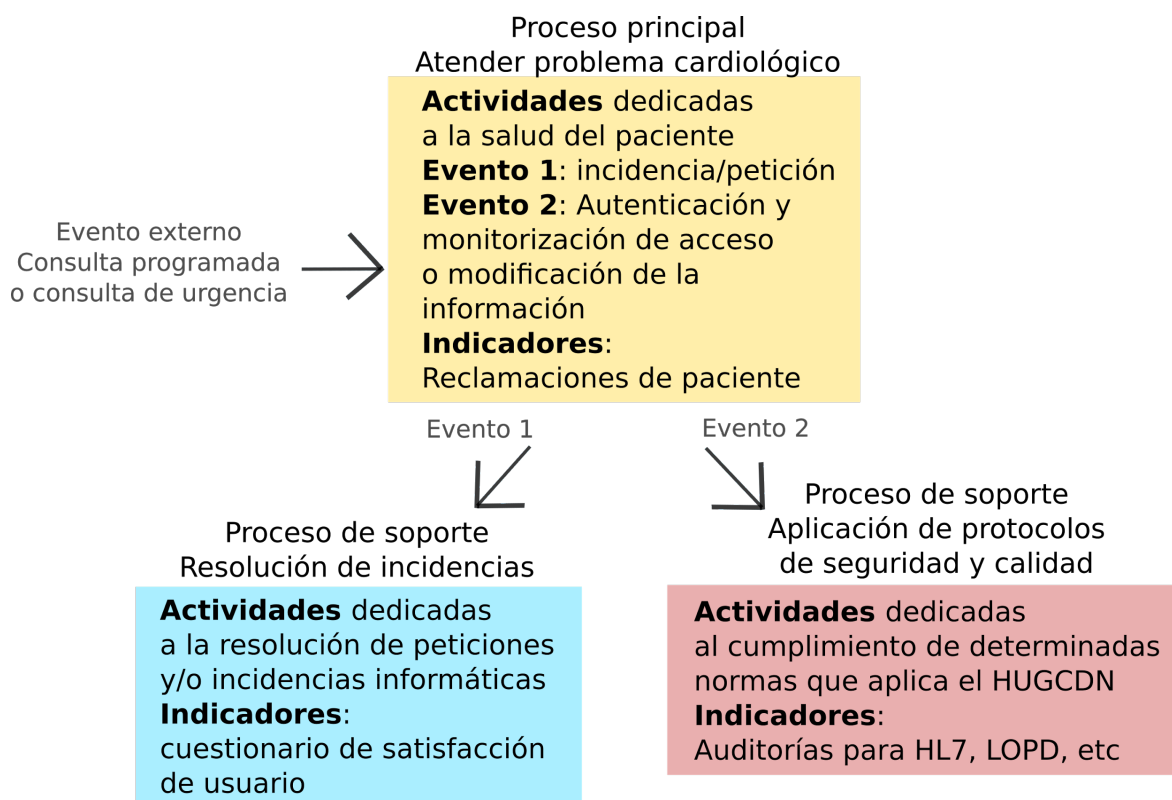 Proceso principal
Atender problema cardiológico
Actividades dedicadas
a la salud del paciente
Evento 1: incidencia/petición
Evento 2: Autenticación y
monitorización de acceso
o modificación de la
información
Indicadores:
Reclamaciones de paciente
Evento externo
Consulta programada
o consulta de urgencia
Evento 1
Evento 2
Proceso de soporte
Resolución de incidencias
Actividades dedicadas
a la resolución de peticiones
y/o incidencias informáticas
Indicadores:
cuestionario de satisfacción
de usuario
Proceso de soporte
Aplicación de protocolos
de seguridad y calidad
Actividades dedicadas
al cumplimiento de determinadas
normas que aplica el HUGCDN
Indicadores:
Auditorías para HL7, LOPD, etc